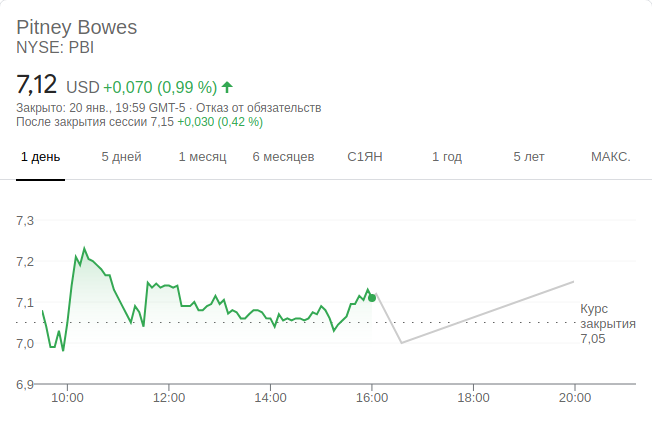 Pitney Bowes
NYSE: PBI
7,12 USD +0,070 (0,99 %)
Закрыто: 20 янв., 19:59 GMT-5 · Отказ от обязательств
После закрытия сессии 7,15 +0,030 (0,42 %)
1 день 5 дней 1 месяц 6 месяцев С1ЯН 1 год 5 лет МАКС.
7,3
7,2
7,1
7,0
6,9
Курс
закрытия
7,05
10:00 12:00 14:00 16:00 18:00 20:00